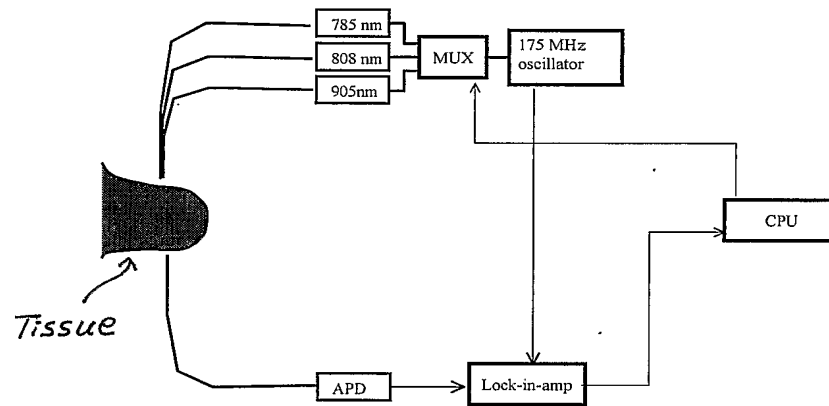 785 nm
808 nm
905nm
MUX
175 MHz
oscillator
CPU
Tissue
APD
Lock-in-amp